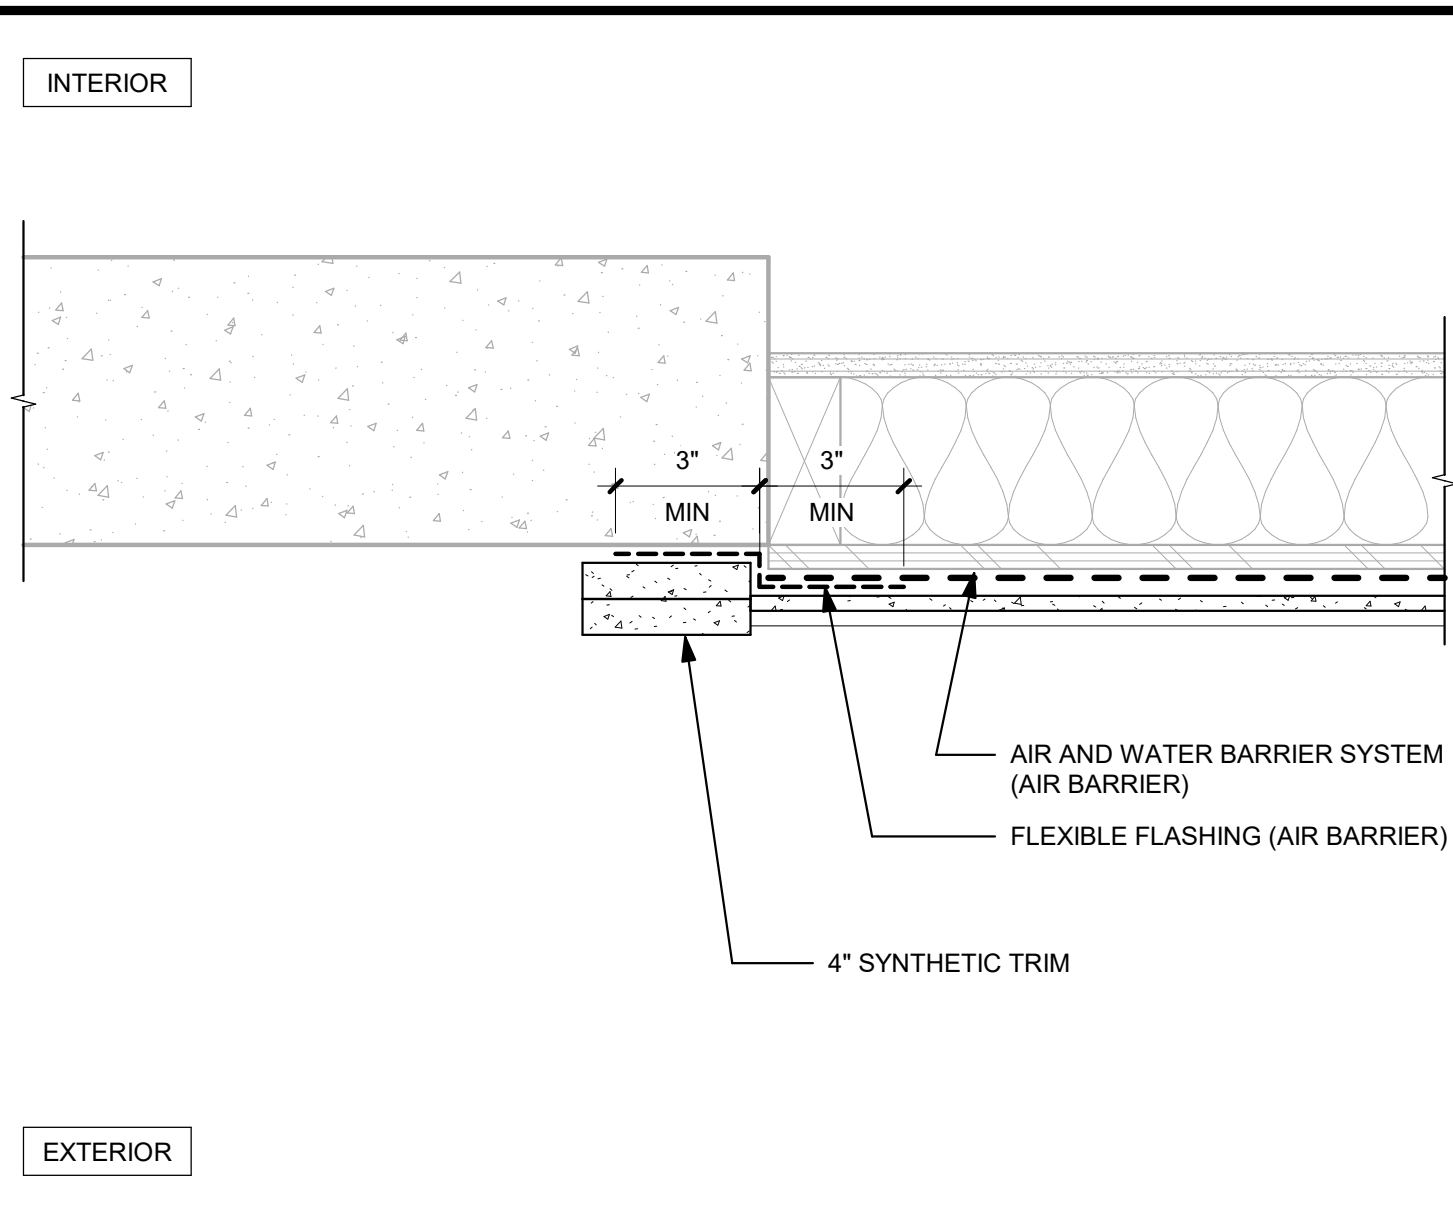 INTERIOR
3" 3"
MIN MIN
AIR AND WATER BARRIER SYSTEM
(AIR BARRIER)
FLEXIBLE FLASHING (AIR BARRIER)
4" SYNTHETIC TRIM
EXTERIOR